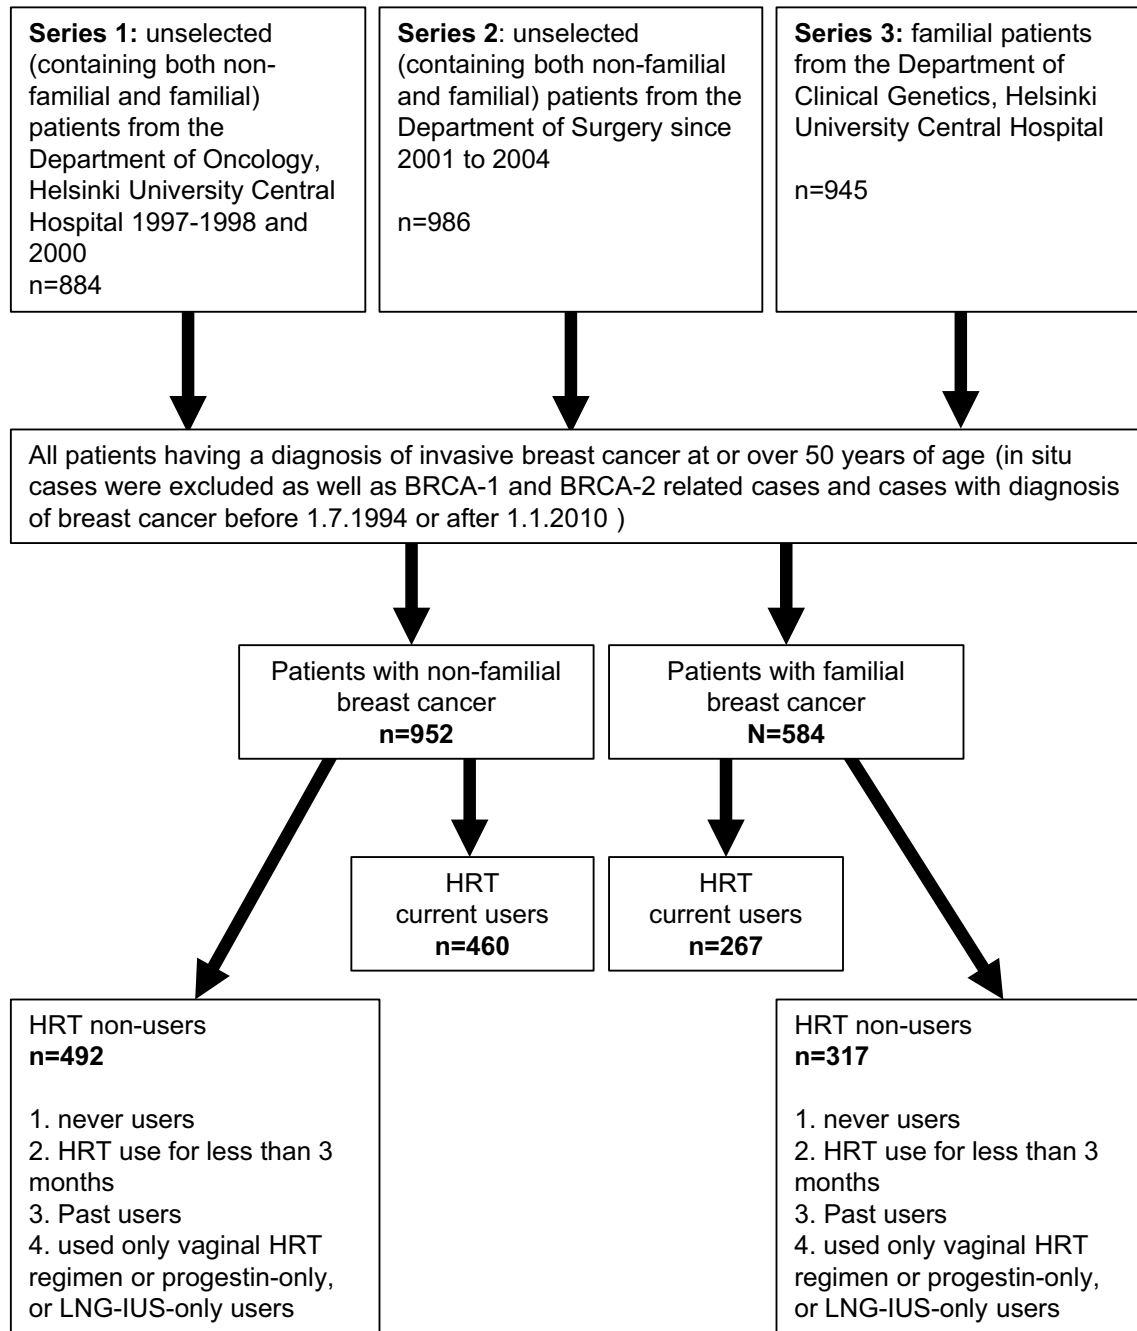 Series 1: unselected
(containing both non-
familial and familial)
patients from the
Department of Oncology,
Helsinki University Central
Hospital 1997-1998 and
2000
n=884
Series 2: unselected
(containing both non-familial
and familial) patients from the
Department of Surgery since
2001 to 2004
n=986
Series 3: familial patients
from the Department of
Clinical Genetics, Helsinki
University Central Hospital
n=945
All patients having a diagnosis of invasive breast cancer at or over 50 years of age (in situ
cases were excluded as well as BRCA-1 and BRCA-2 related cases and cases with diagnosis
of breast cancer before 1.7.1994 or after 1.1.2010 )
Patients with non-familial
breast cancer
n=952
Patients with familial
breast cancer
N=584
HRT
current users
n=460
HRT
current users
n=267
HRT non-users
n=492
1. never users
2. HRT use for less than 3
months
3. Past users
4. used only vaginal HRT
regimen or progestin-only,
or LNG-IUS-only users
HRT non-users
n=317
1. never users
2. HRT use for less than 3
months
3. Past users
4. used only vaginal HRT
regimen or progestin-only,
or LNG-IUS-only users